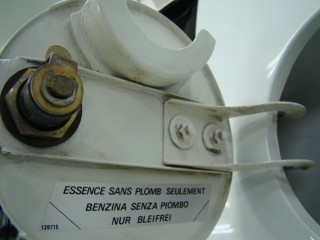 ESSENCE SANS PLOMB SEULEMENT
BENZINA SENZA PIOMBO
NUR BLEIFREI
129715